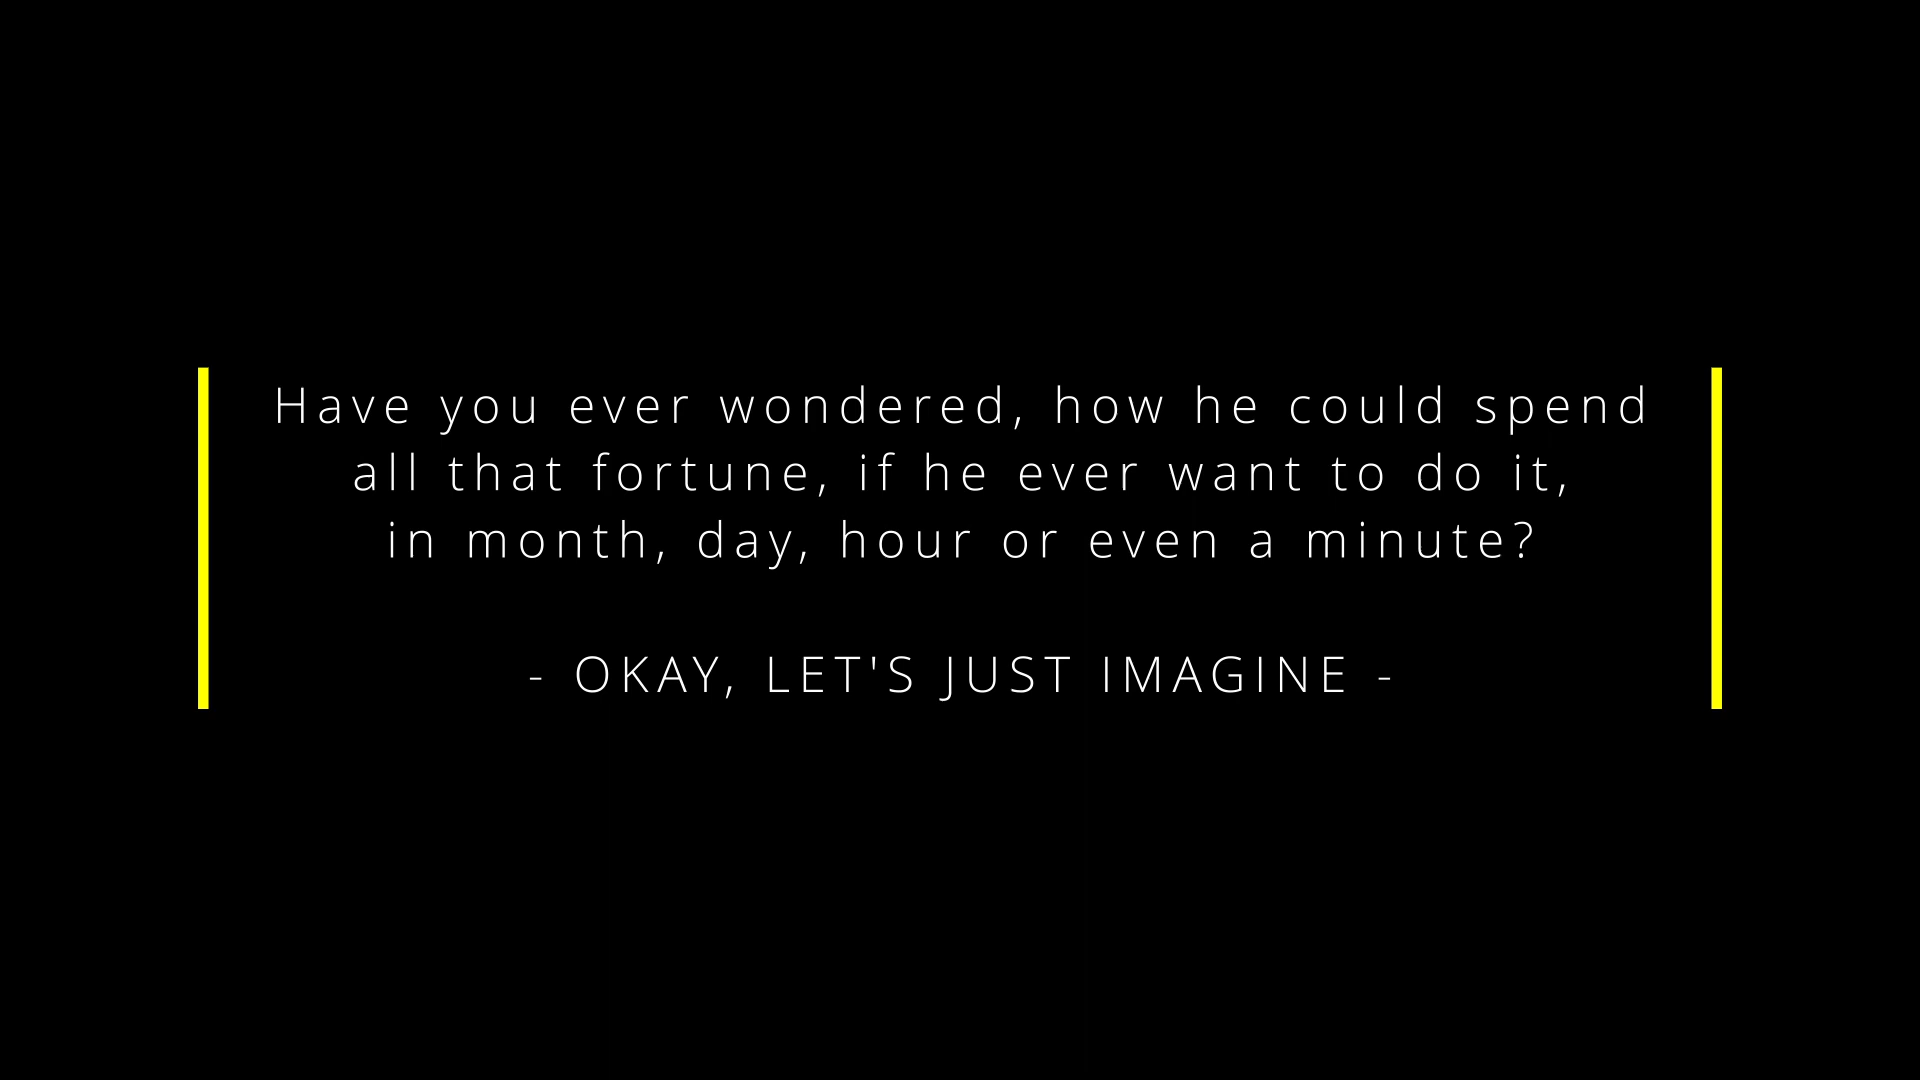 Have you ever wondered, how he could spend
all that fortune, if he ever want to do it,
in month, day, hour or even a minute?
- OKAY, LET'S JUST IMAGINE -